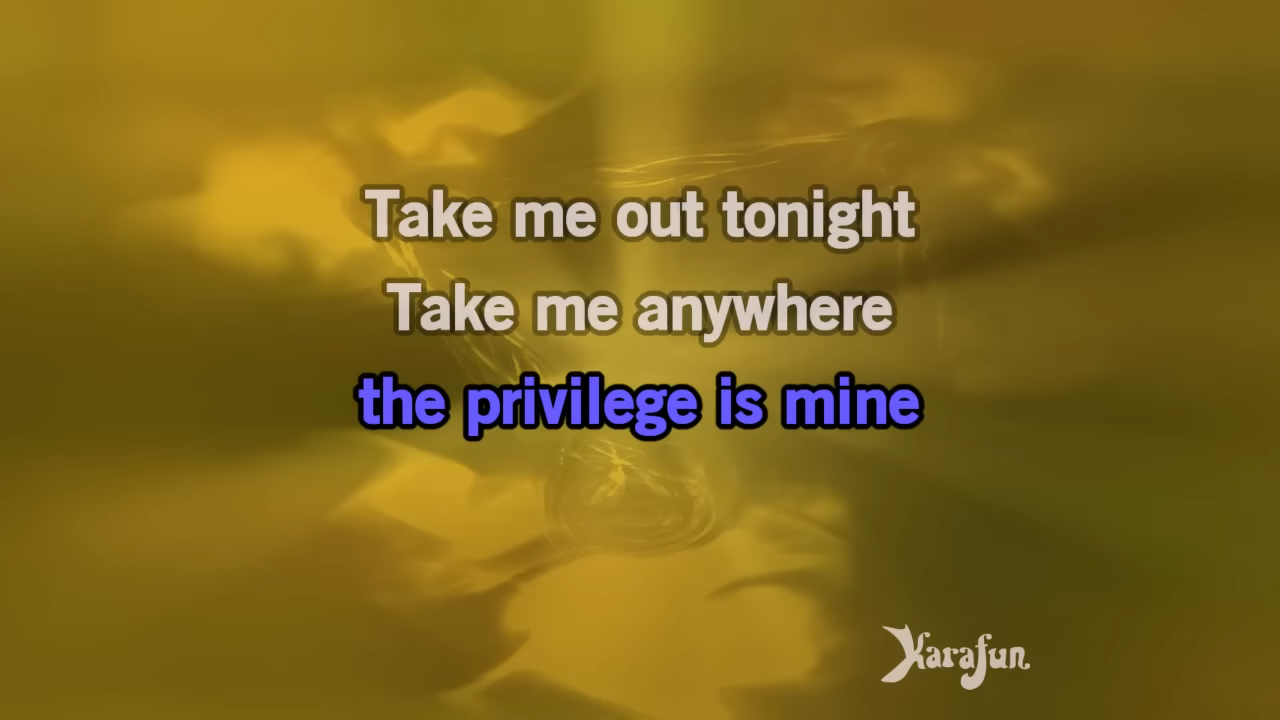 Take me out tonight
Take me anywhere
the privilege is mine
Karafun